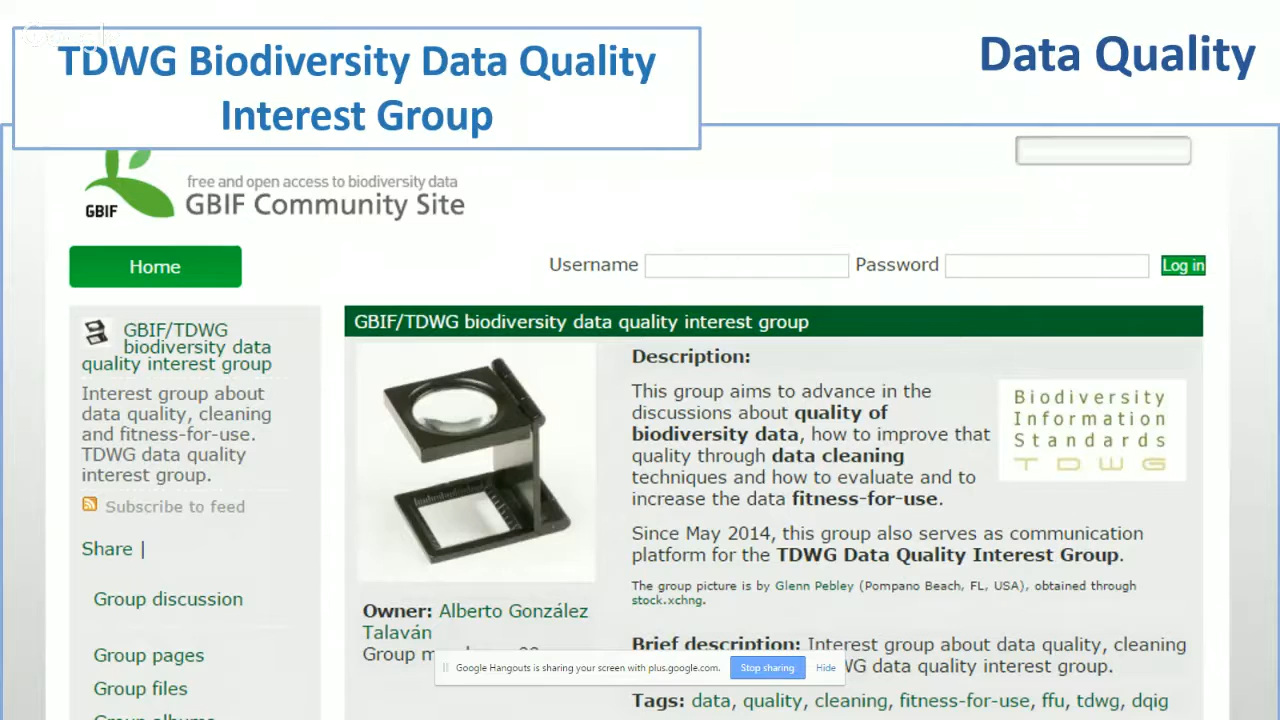 Google
TDWG Biodiversity Data Quality
Interest Group
Data Quality
free and open access to biodiversity data
GBIF Community Site
GBIF
Home
Username
Password
Log in
GBIF/TDWG
biodiversity data
quality interest group
Interest group about
data quality, cleaning
and fitness-for-use.
TDWG data quality
interest group.
Subscribe to feed
Share |
Group discussion
Group pages
Group files
GBIF/TDWG biodiversity data quality interest group
Owner: Alberto González
Talaván
Description:
This group aims to advance in the
discussions about quality of
biodiversity data, how to improve that
quality through data cleaning
techniques and how to evaluate and to
increase the data fitness-for-use.
Biodiversity
Information
Standards
TDWG
Since May 2014, this group also serves as communication
platform for the TDWG Data Quality Interest Group.
The group picture is by Glenn Pebley (Pompano Beach, FL, USA), obtained through
stock.xchng.
Brief description: Interest group about data quality, cleaning
data quality interest group.
Tags: data, quality, cleaning, fitness-for-use, ffu, tdwg, dqig
Google Hangouts is sharing your screen with plus.google.com.
Stop sharing
Hide